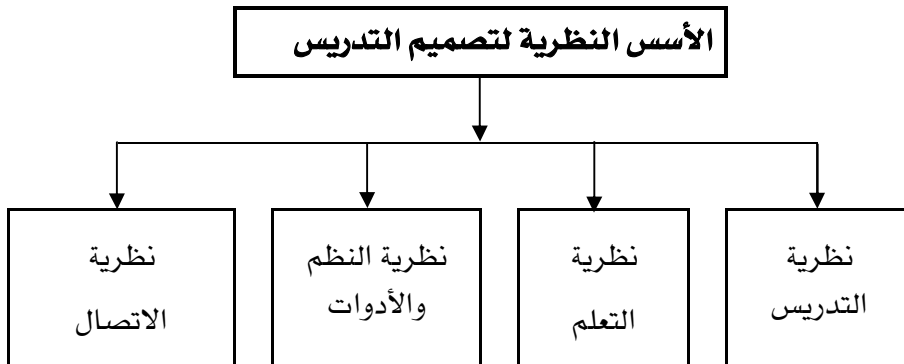 الأسس النظرية لتصميم التدريس
نظرية
التدريس
نظرية
التعلم
نظرية النظم
والأدوات
نظرية
الاتصال